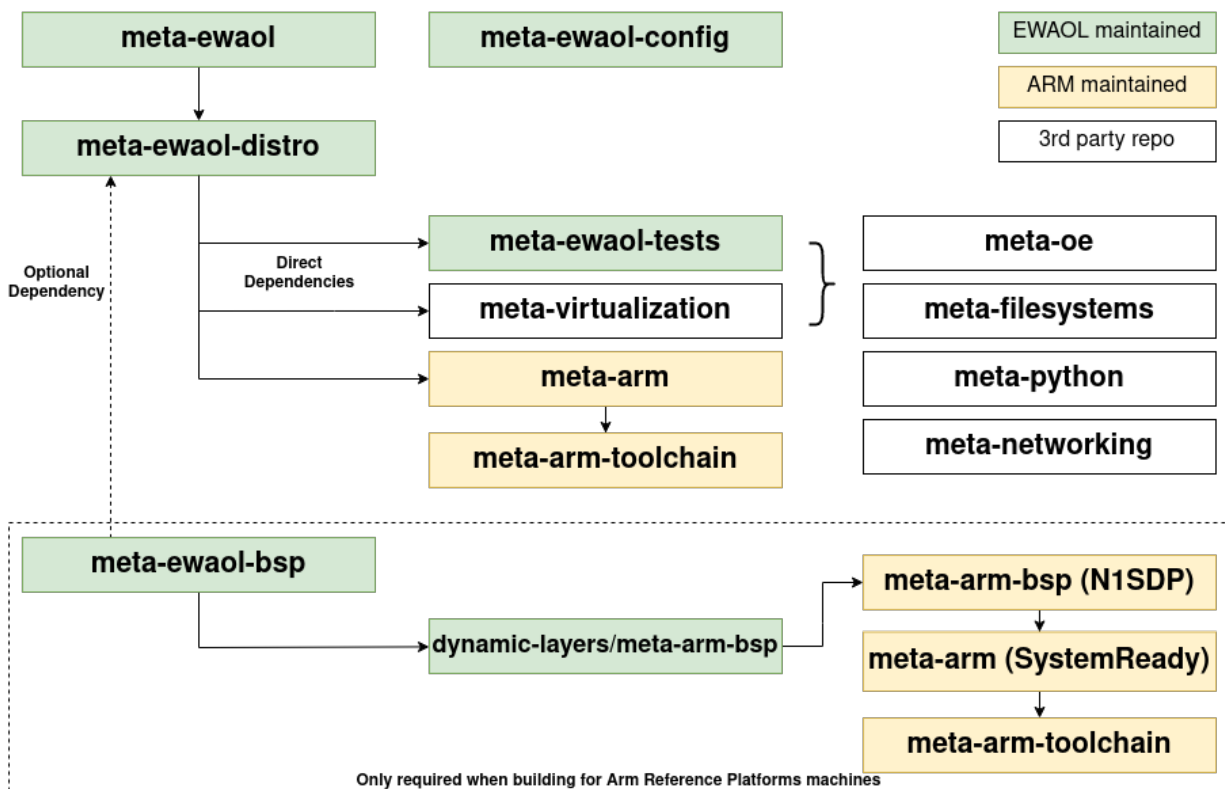 meta-ewaol
meta-ewaol-config
EWAOL maintained
ARM maintained
3rd party repo
meta-ewaol-distro
Optional
Dependency
Direct
Dependencies
meta-ewaol-tests
meta-virtualization
meta-arm
meta-arm-toolchain
meta-oe
meta-filesystems
meta-python
meta-networking
meta-ewaol-bsp
dynamic-layers/meta-arm-bsp
meta-arm-bsp (N1SDP)
meta-arm (SystemReady)
meta-arm-toolchain
Only required when building for Arm Reference Platforms machines